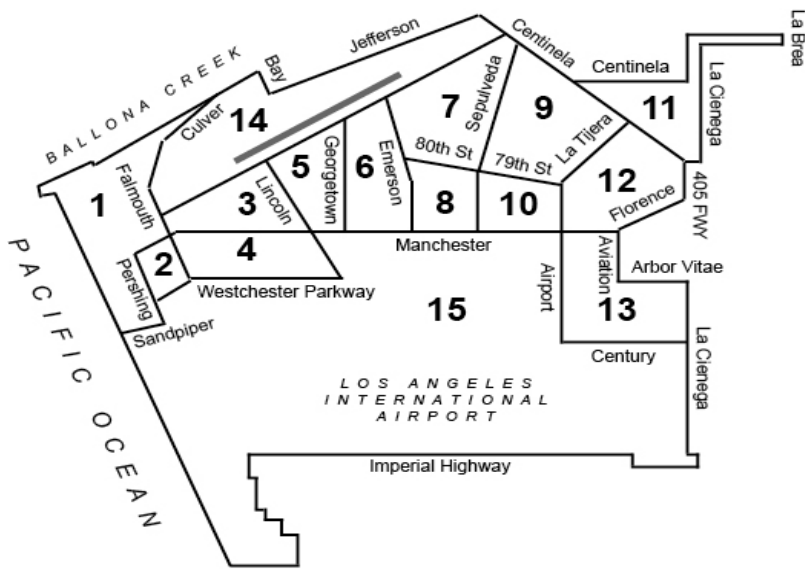 La Brea
Jefferson
Centinela
Centinela
La Cienega
BALLONA CREEK
Bay
Culver
14
7
Sepulveda
9
11
La Tijera
80th St
79th St
Falmouth
1
3
Lincoln
5
Georgetown
6
Emerson
8
10
12
Florence
405 FWY
Manchester
2
4
Pershing
Westchester Parkway
Sandpiper
15
Airport
Aviation
Arbor Vitae
13
Century
La Cienega
PACIFIC OCEAN
LOS ANGELES
INTERNATIONAL
AIRPORT
Imperial Highway